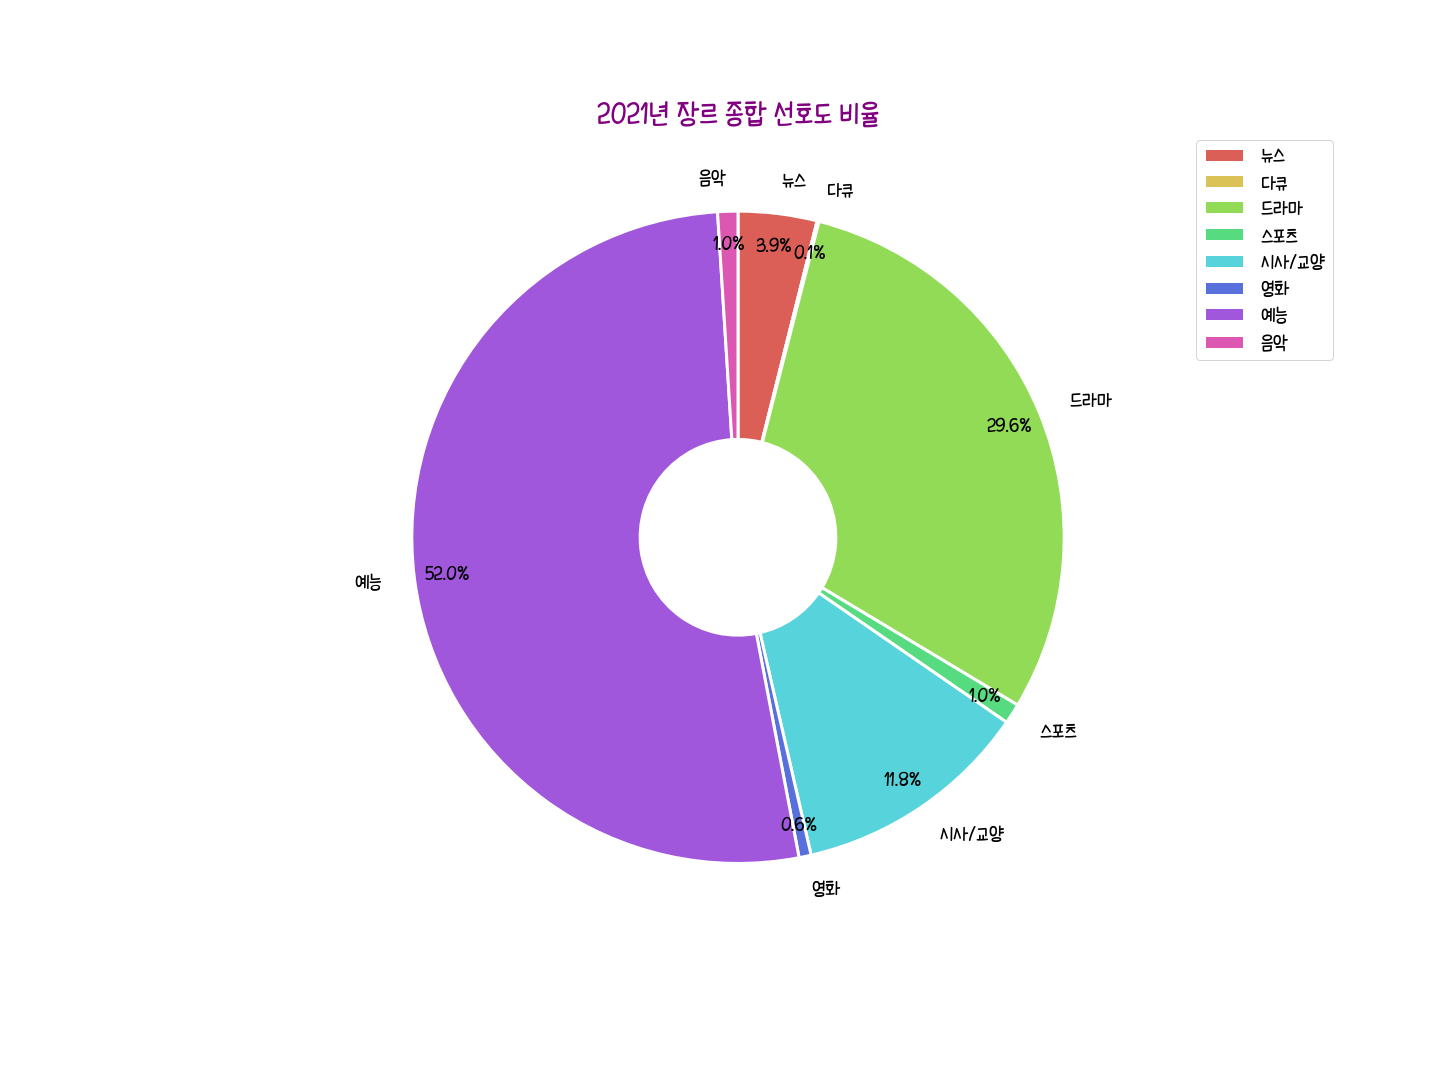 2021년 장르 종합 선호도 비율
음악
뉴스
다큐
1.0%
3.9%
0.1%
드라마
29.6%
예능
52.0%
스포츠
1.0%
시사/교양
11.8%
영화
0.6%
뉴스
다큐
드라마
스포츠
시사/교양
영화
예능
음악